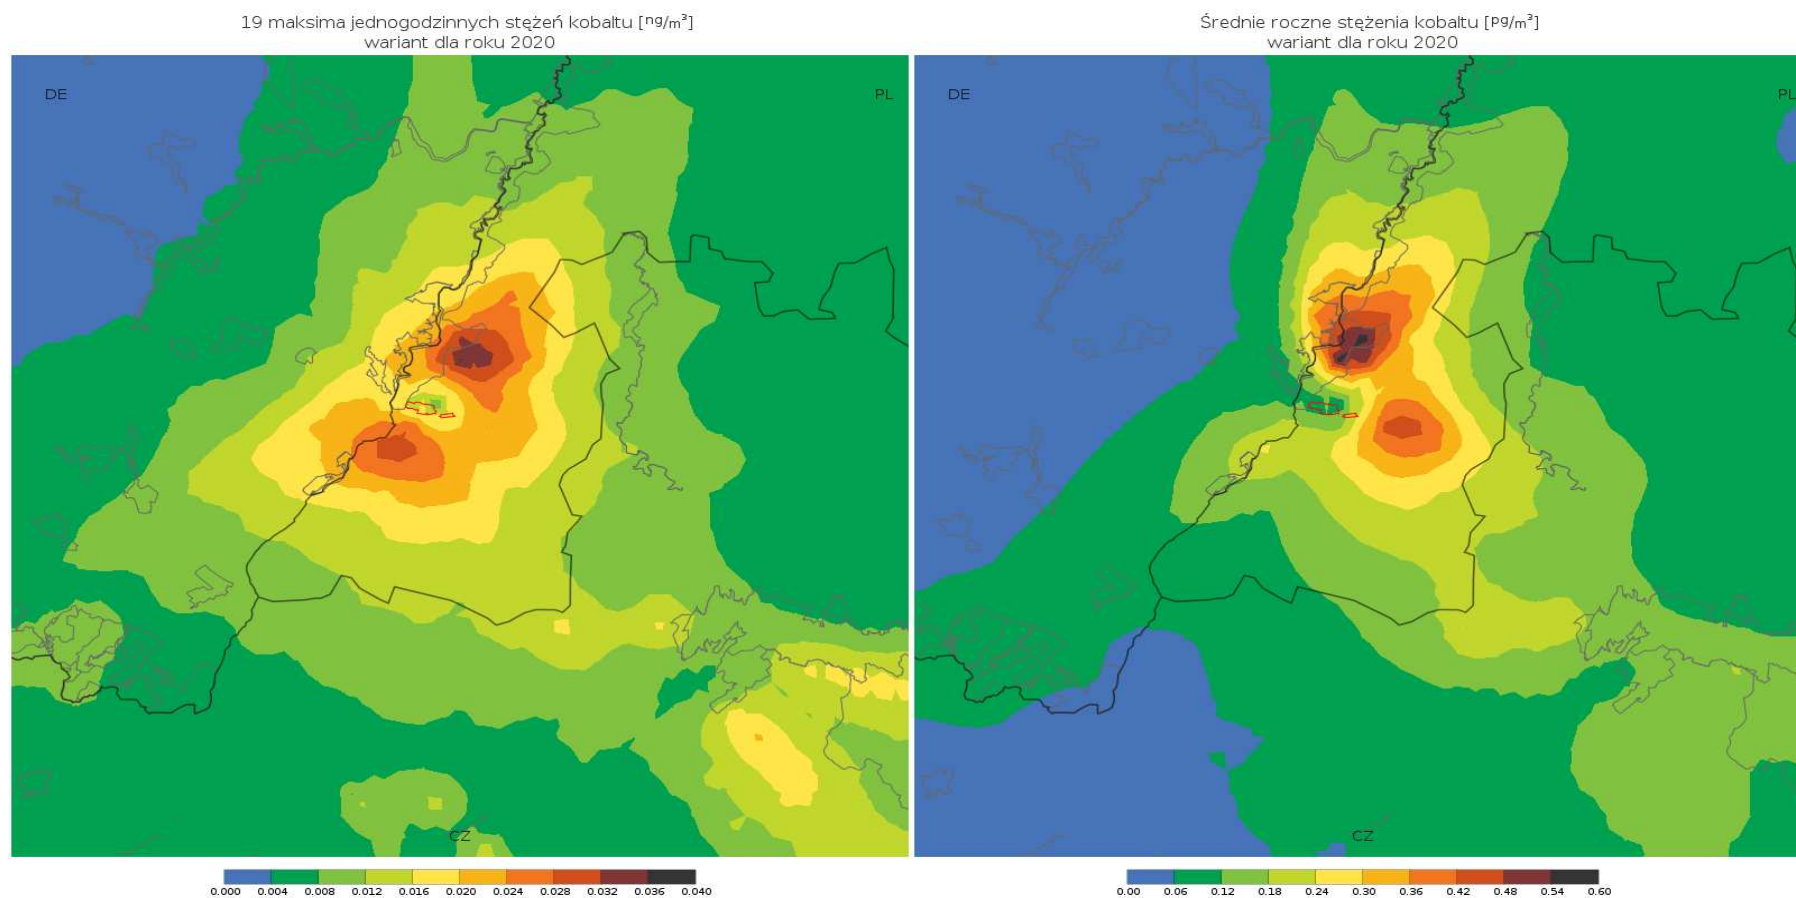 19 maksima jednogodzinnych stężeń kobaltu [ng/m³]
wariant dla roku 2020
DE
PL
CZ
0.000 0.004 0.008 0.012 0.016 0.020 0.024 0.028 0.032 0.036 0.040
Średnie roczne stężenia kobaltu [pg/m³]
wariant dla roku 2020
DE
PL
CZ
0.00 0.06 0.12 0.18 0.24 0.30 0.36 0.42 0.48 0.54 0.60